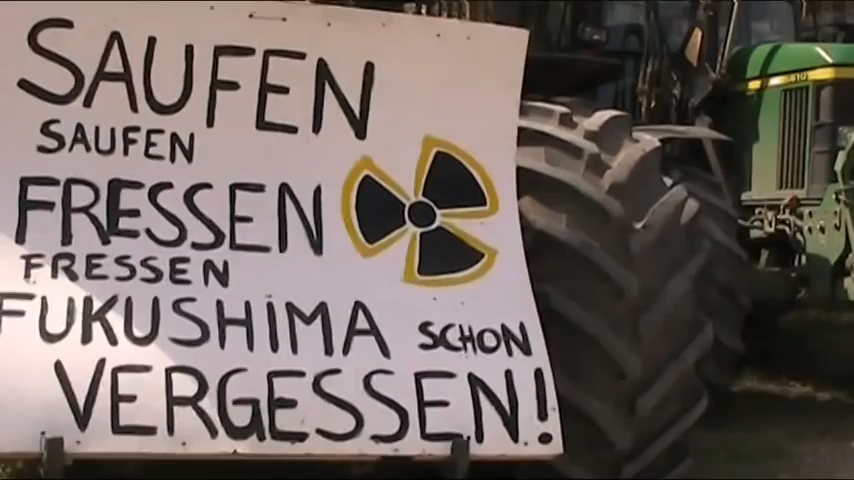 SAUFEN
SAUFEN
FRESSEN
FRESSEN
FUKUSHIMA SCHON
VERGESSEN!